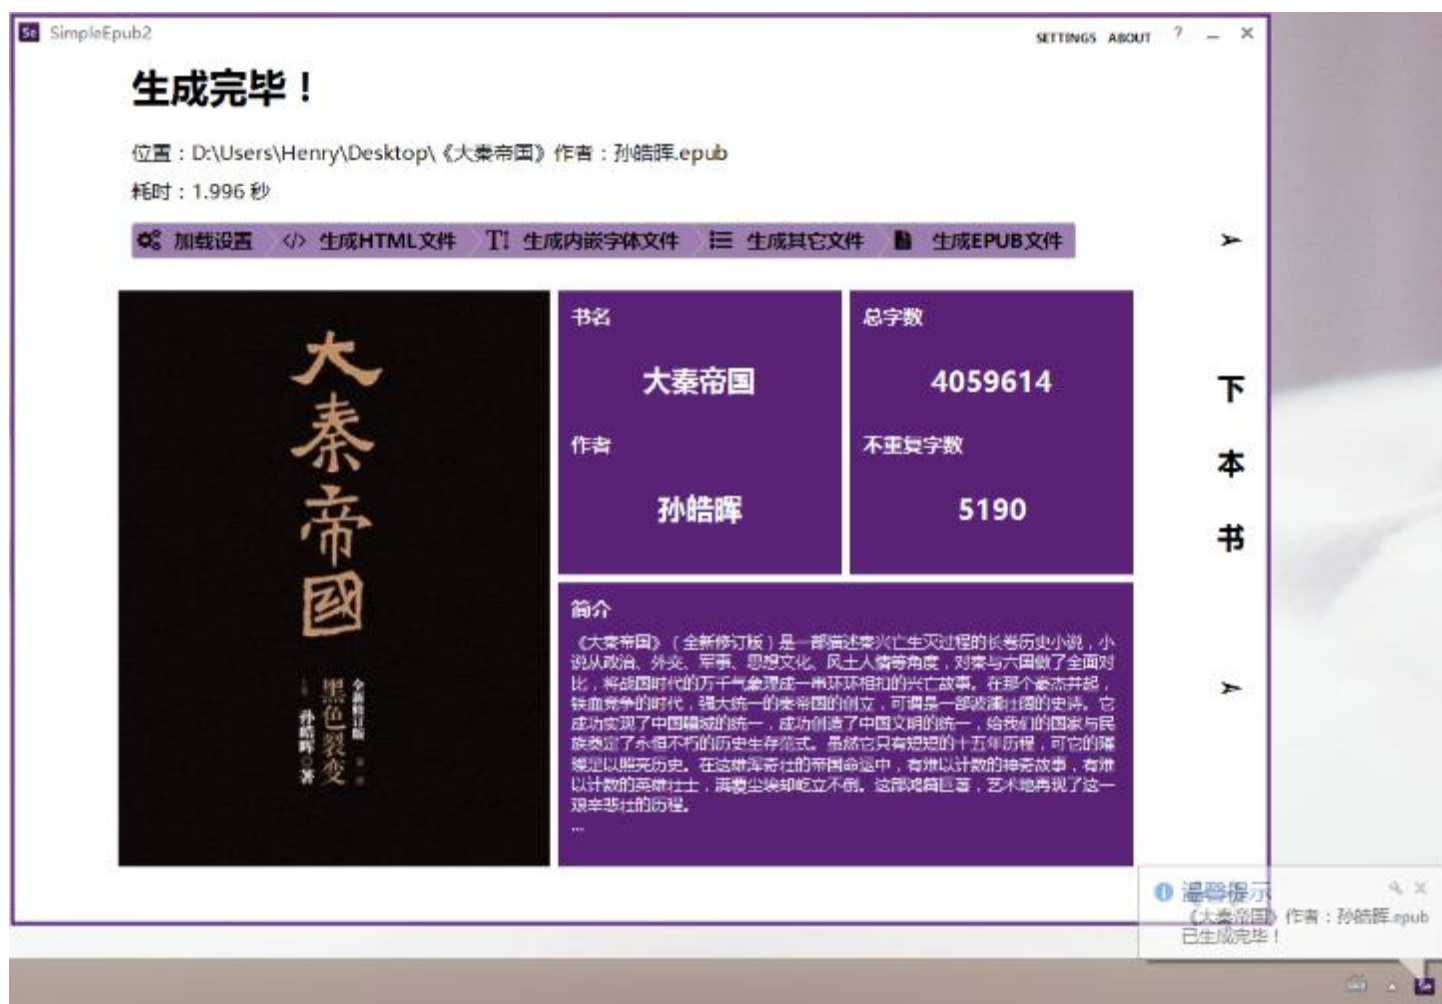 SimpleEpub2
SETTINGS ABOUT ? _ ×
生成完毕！
位置：D:\Users\Henry\Desktop\《大秦帝国》作者：孙皓晖.epub
耗时：1.996 秒
加载设置 </> 生成HTML文件 生成内嵌字体文件 生成其它文件 生成EPUB文件
大秦帝國
黑色裂变
全新修订版
孙皓晖◎著
书名
大秦帝国
作者
孙皓晖
总字数
4059614
不重复字数
5190
简介
《大秦帝国》（全新修订版）是一部描述秦兴亡生灭过程的长卷历史小说，小
说从政治、外交、军事、思想文化、风土人情等角度，对秦与六国做了全面对
比，将战国时代的万千气象现成一串环环相扣的兴亡故事。在那个豪杰并起，
铁血竞争的时代，强大统一的秦帝国的创立，可谓是一部波澜壮阔的史诗。它
成功实现了中国疆域的统一，成功创造了中国文明的统一，给我们的国家与民
族奠定了永恒不朽的历史生存范式。虽然它只有短短的十五年历程，可它的璀
璨足以照亮历史。在这雄浑奇壮的帝国命运中，有难以计数的神奇故事，有难
以计数的英雄壮士，满覆尘埃却屹立不倒。这部鸿篇巨著，艺术地再现了这一
艰辛悲壮的历程。
...
下
本
书
温馨提示
《大秦帝国》作者：孙皓晖.epub
已生成完毕！